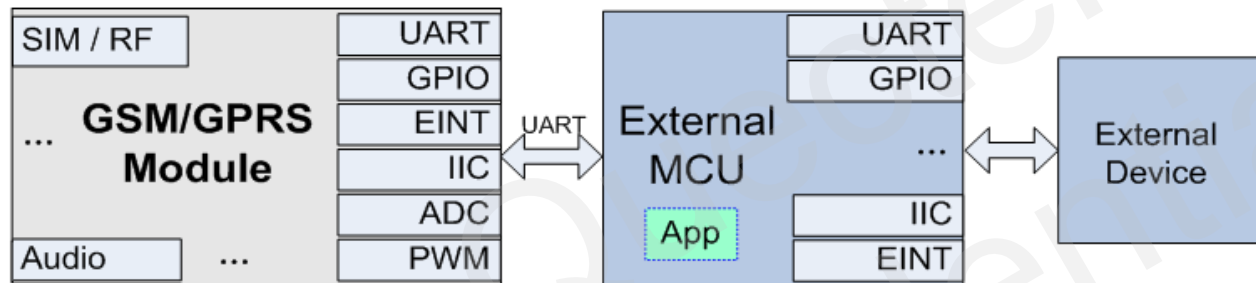 SIM / RF
...
GSM/GPRS
Module
Audio
...
UART
GPIO
EINT
IIC
ADC
PWM
UART
External
MCU
App
UART
GPIO
...
IIC
EINT
External
Device